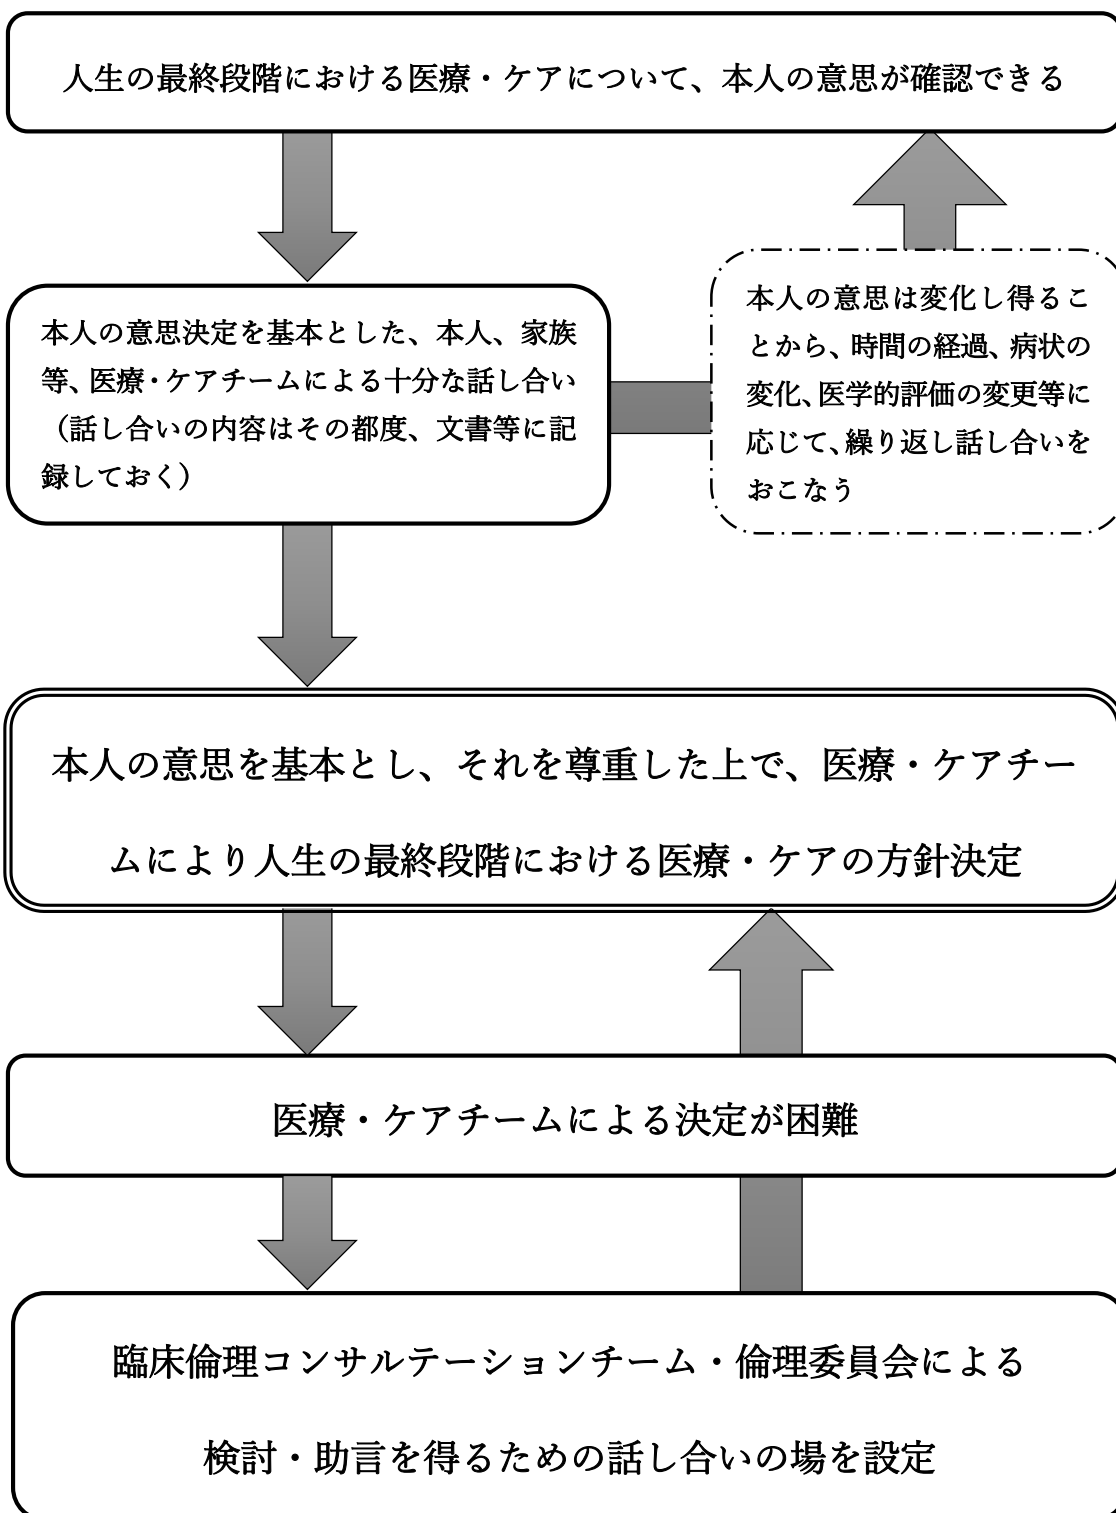 人生の最終段階における医療・ケアについて、本人の意思が確認できる
本人の意思決定を基本とした、本人、家族
等、医療・ケアチームによる十分な話し合い
（話し合いの内容はその都度、文書等に記
録しておく）
本人の意思は変化し得るこ
とから、時間の経過、病状の
変化、医学的評価の変更等に
応じて、繰り返し話し合いを
おこなう
本人の意思を基本とし、それを尊重した上で、医療・ケアチー
ムにより人生の最終段階における医療・ケアの方針決定
医療・ケアチームによる決定が困難
臨床倫理コンサルテーションチーム・倫理委員会による
検討・助言を得るための話し合いの場を設定